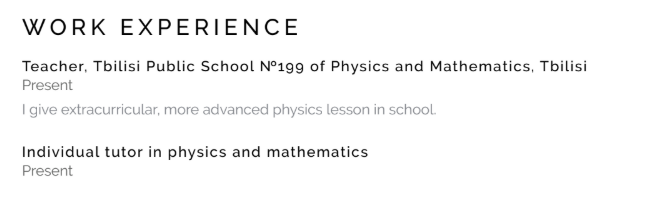 WORK EXPERIENCE
Teacher, Tbilisi Public School №199 of Physics and Mathematics, Tbilisi
Present
I give extracurricular, more advanced physics lesson in school.
Individual tutor in physics and mathematics
Present